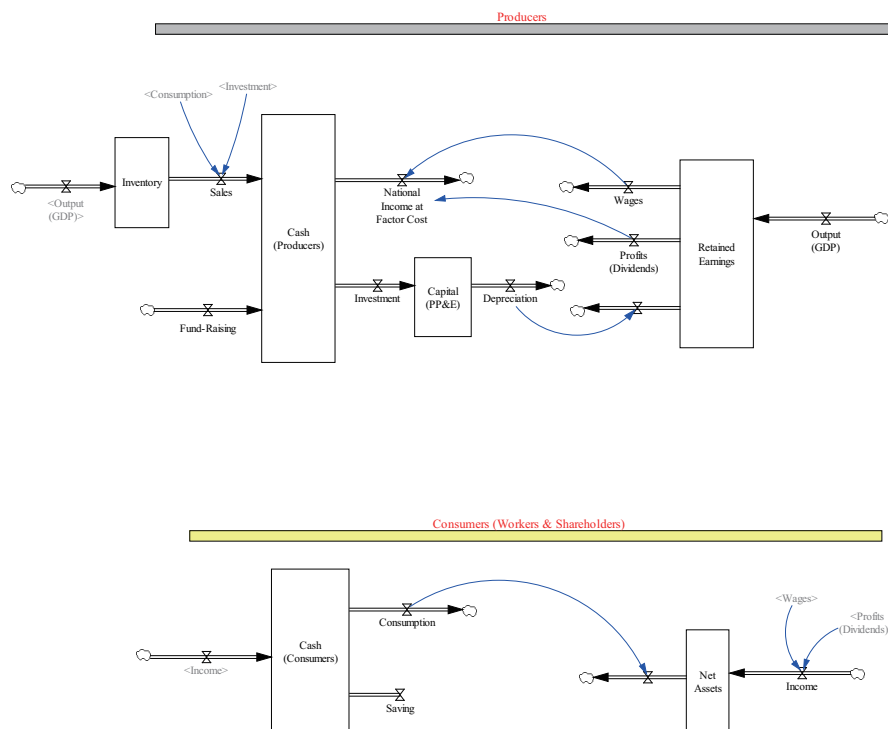 Producers
<Investment>
<Consumption>
Inventory
Sales
<Output
(GDP)>
Cash
(Producers)
National
Income at
Factor Cost
Wages
Profits
(Dividends)
Retained
Earnings
Output
(GDP)
Fund-Raising
Investment
Capital
(PP&E)
Depreciation
Consumers (Workers & Shareholders)
<Income>
Cash
(Consumers)
Consumption
Saving
Net
Assets
<Wages>
<Profits
(Dividends)>
Income